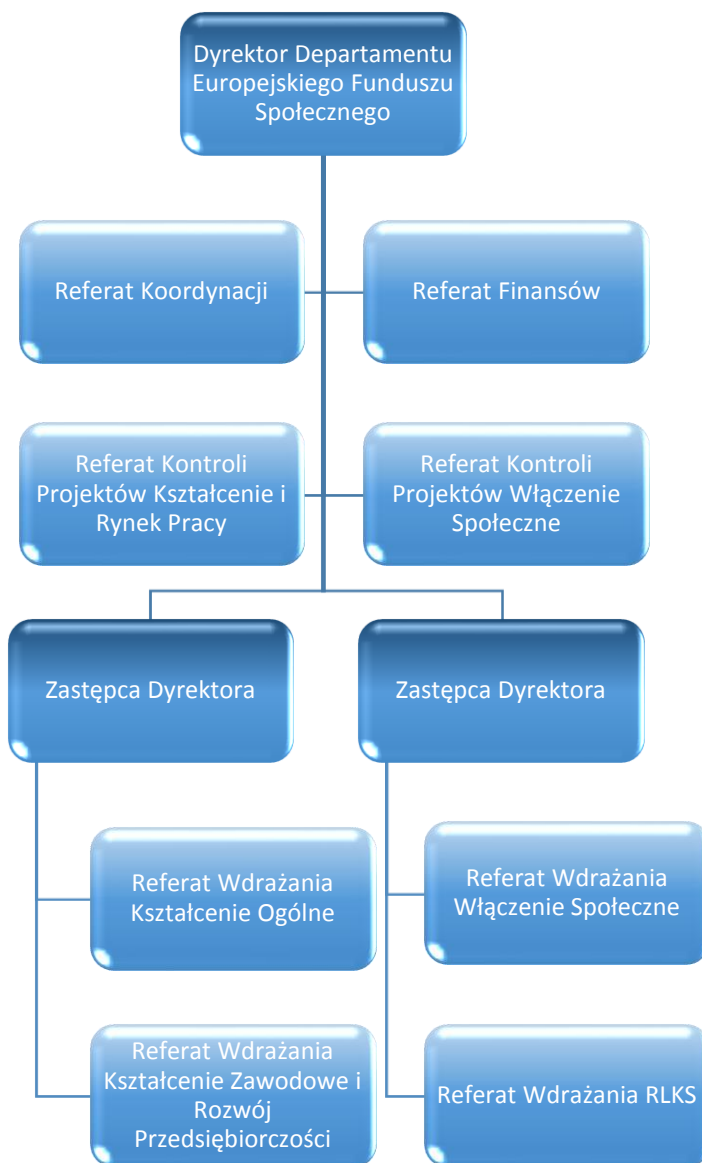 Dyrektor Departamentu
Europejskiego Funduszu
Społecznego
Referat Koordynacji
Referat Finansów
Referat Kontroli
Projektów Kształcenie i
Rynek Pracy
Referat Kontroli
Projektów Włączenie
Społeczne
Zastępca Dyrektora
Zastępca Dyrektora
Referat Wdrażania
Kształcenie Ogólne
Referat Wdrażania
Kształcenie Zawodowe i
Rozwój
Przedsiębiorczości
Referat Wdrażania
Włączenie Społeczne
Referat Wdrażania RLKS